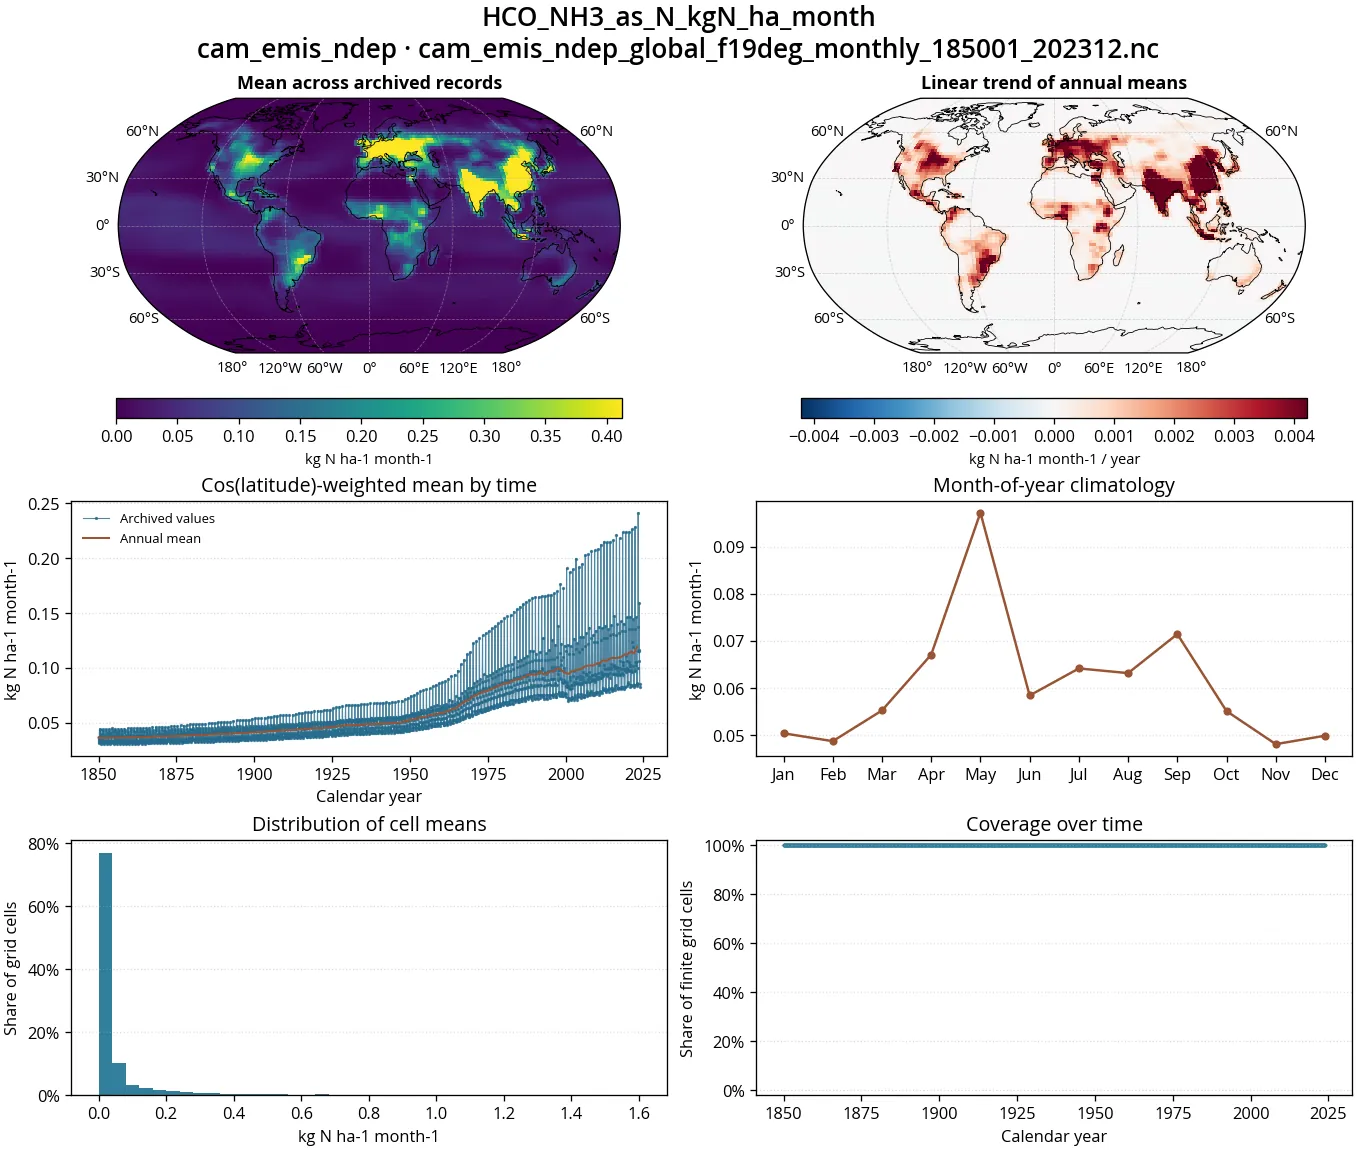 HCO_NH3_as_N_kgN_ha_month
cam_emis_ndep · cam_emis_ndep_global_f19deg_monthly_185001_202312.nc
Mean across archived records
60°N 60°N
30°N 30°N
0° 0°
30°S 30°S
60°S 60°S
180° 120°W 60°W 0° 60°E 120°E 180°
0.00 0.05 0.10 0.15 0.20 0.25 0.30 0.35 0.40
kg N ha-1 month-1
Linear trend of annual means
60°N 60°N
30°N 30°N
0° 0°
30°S 30°S
60°S 60°S
180° 120°W 60°W 0° 60°E 120°E 180°
−0.004 −0.003 −0.002 −0.001 0.000 0.001 0.002 0.003 0.004
kg N ha-1 month-1 / year
Cos(latitude)-weighted mean by time
kg N ha-1 month-1
0.25
0.20
0.15
0.10
0.05
Archived values
Annual mean
1850 1875 1900 1925 1950 1975 2000 2025
Calendar year
Month-of-year climatology
kg N ha-1 month-1
0.09
0.08
0.07
0.06
0.05
Jan Feb Mar Apr May Jun Jul Aug Sep Oct Nov Dec
Distribution of cell means
Share of grid cells
80%
60%
40%
20%
0%
0.0 0.2 0.4 0.6 0.8 1.0 1.2 1.4 1.6
kg N ha-1 month-1
Coverage over time
Share of finite grid cells
100%
80%
60%
40%
20%
0%
1850 1875 1900 1925 1950 1975 2000 2025
Calendar year